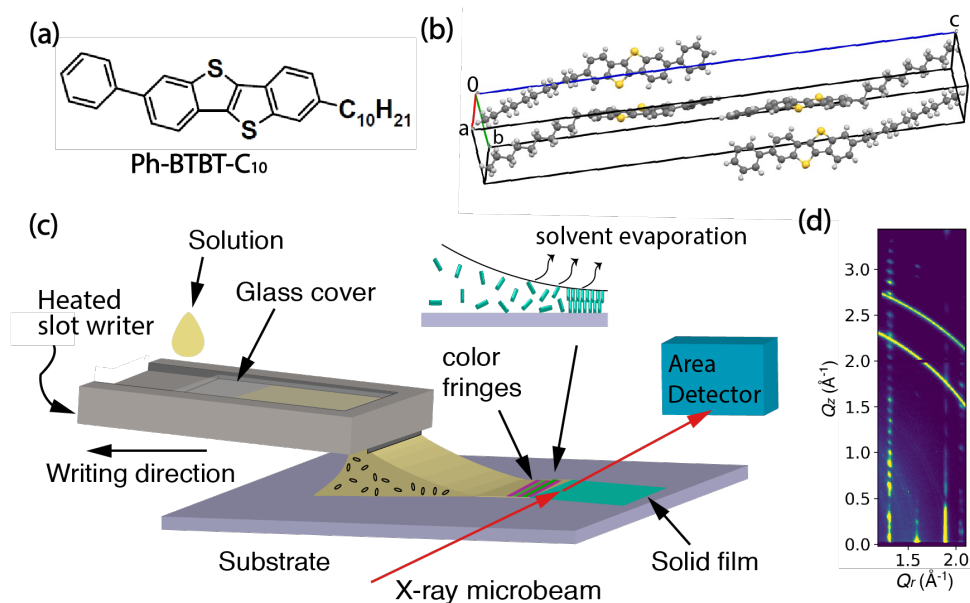 (a)
S
S
C10H21
Ph-BTBT-C10
(b)
0
a
b
c
(c)
Solution
Heated
slot writer
Glass cover
solvent evaporation
color
fringes
Area
Detector
Writing direction
Substrate
X-ray microbeam
Solid film
(d)
3.0
2.5
2.0
1.5
1.0
0.5
0.0
Qz (Å-1)
1.5
2.0
Qr (Å-1)